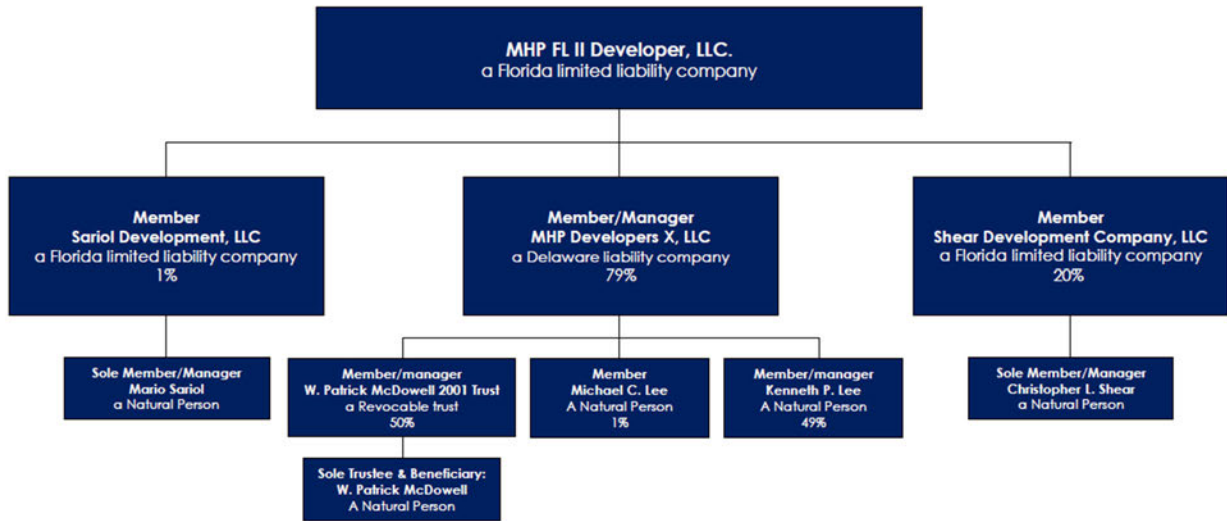 MHP FL II Developer, LLC.
a Florida limited liability company
Member
Sariol Development, LLC
a Florida limited liability company
1%
Member/Manager
MHP Developers X, LLC
a Delaware liability company
79%
Member
Shear Development Company, LLC
a Florida limited liability company
20%
Sole Member/Manager
Mario Sariol
a Natural Person
Member/manager
W. Patrick McDowell 2001 Trust
a Revocable trust
50%
Member
Michael C. Lee
A Natural Person
1%
Member/manager
Kenneth P. Lee
A Natural Person
49%
Sole Member/Manager
Christopher L. Shear
a Natural Person
Sole Trustee & Beneficiary:
W. Patrick McDowell
A Natural Person